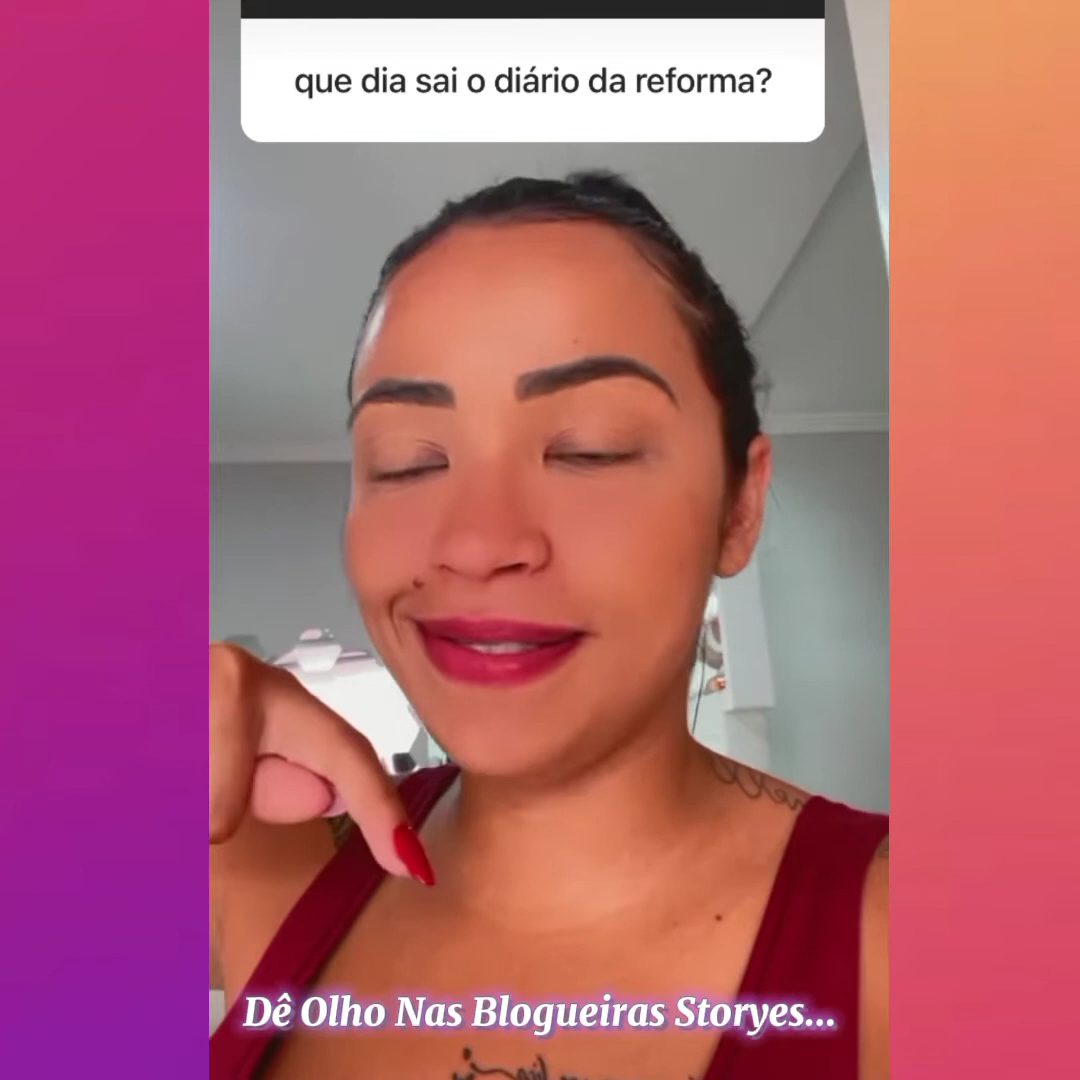 que dia sai o diário da reforma?
Dê Olho Nas Blogueiras Storyes...